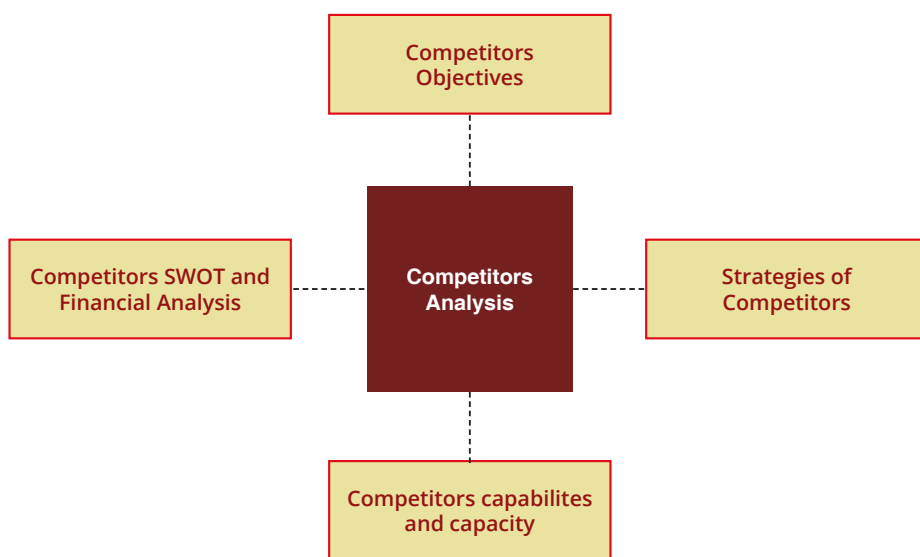 Competitors
Objectives
Competitors SWOT and
Financial Analysis
Competitors
Analysis
Strategies of
Competitors
Competitors capabilites
and capacity